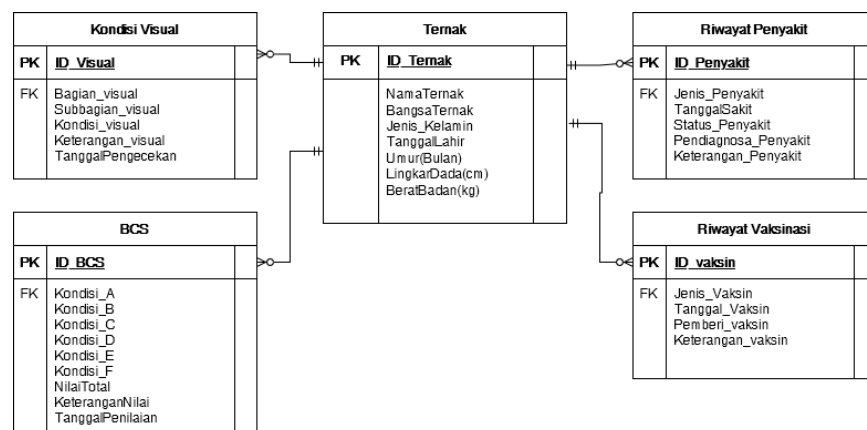 Kondisi Visual
PK ID_Visual
FK Bagian_visual
Subbagian_visual
Kondisi_visual
Keterangan_visual
TanggalPengecekan
BCS
PK ID_BCS
FK Kondisi_A
Kondisi_B
Kondisi_C
Kondisi_D
Kondisi_E
Kondisi_F
NilaiTotal
KeteranganNilai
TanggalPenilaian
Ternak
PK ID_Ternak
NamaTernak
BangsaTernak
Jenis_Kelamin
TanggalLahir
Umur(Bulan)
LingkarDada(cm)
BeratBadan(kg)
Riwayat Penyakit
PK ID_Penyakit
FK Jenis_Penyakit
TanggalSakit
Status_Penyakit
Pendiagnosa_Penyakit
Keterangan_Penyakit
Riwayat Vaksinasi
PK ID_vaksin
FK Jenis_Vaksin
Tanggal_Vaksin
Pemberi_vaksin
Keterangan_vaksin